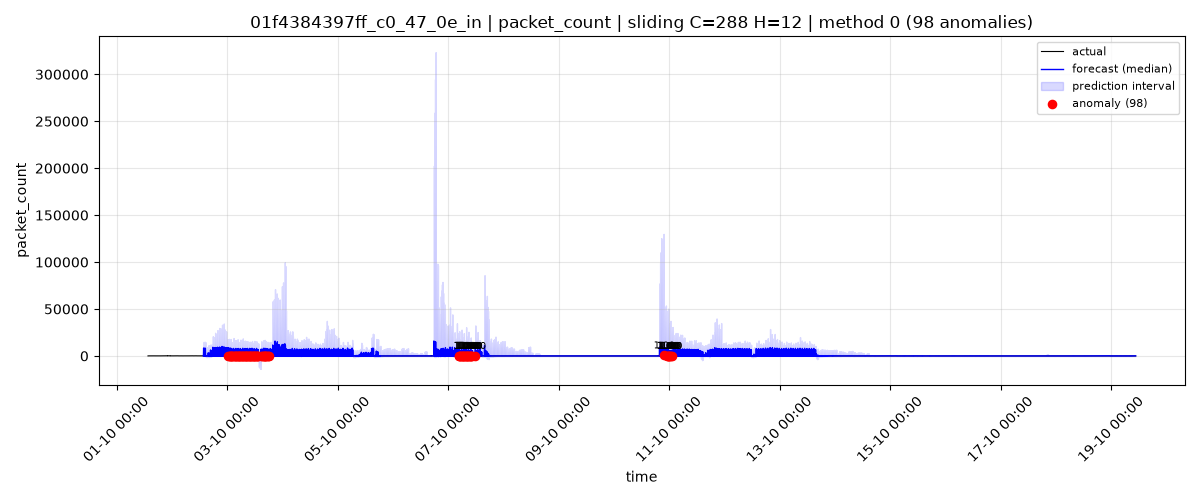 01f4384397ff_c0_47_0e_in | packet_count | sliding C=288 H=12 | method 0 (98 anomalies)
actual
forecast (median)
prediction interval
anomaly (98)
packet_count
300000
250000
200000
150000
100000
50000
0
01-10 00:00
03-10 00:00
05-10 00:00
07-10 00:00
09-10 00:00
11-10 00:00
13-10 00:00
15-10 00:00
17-10 00:00
19-10 00:00
time